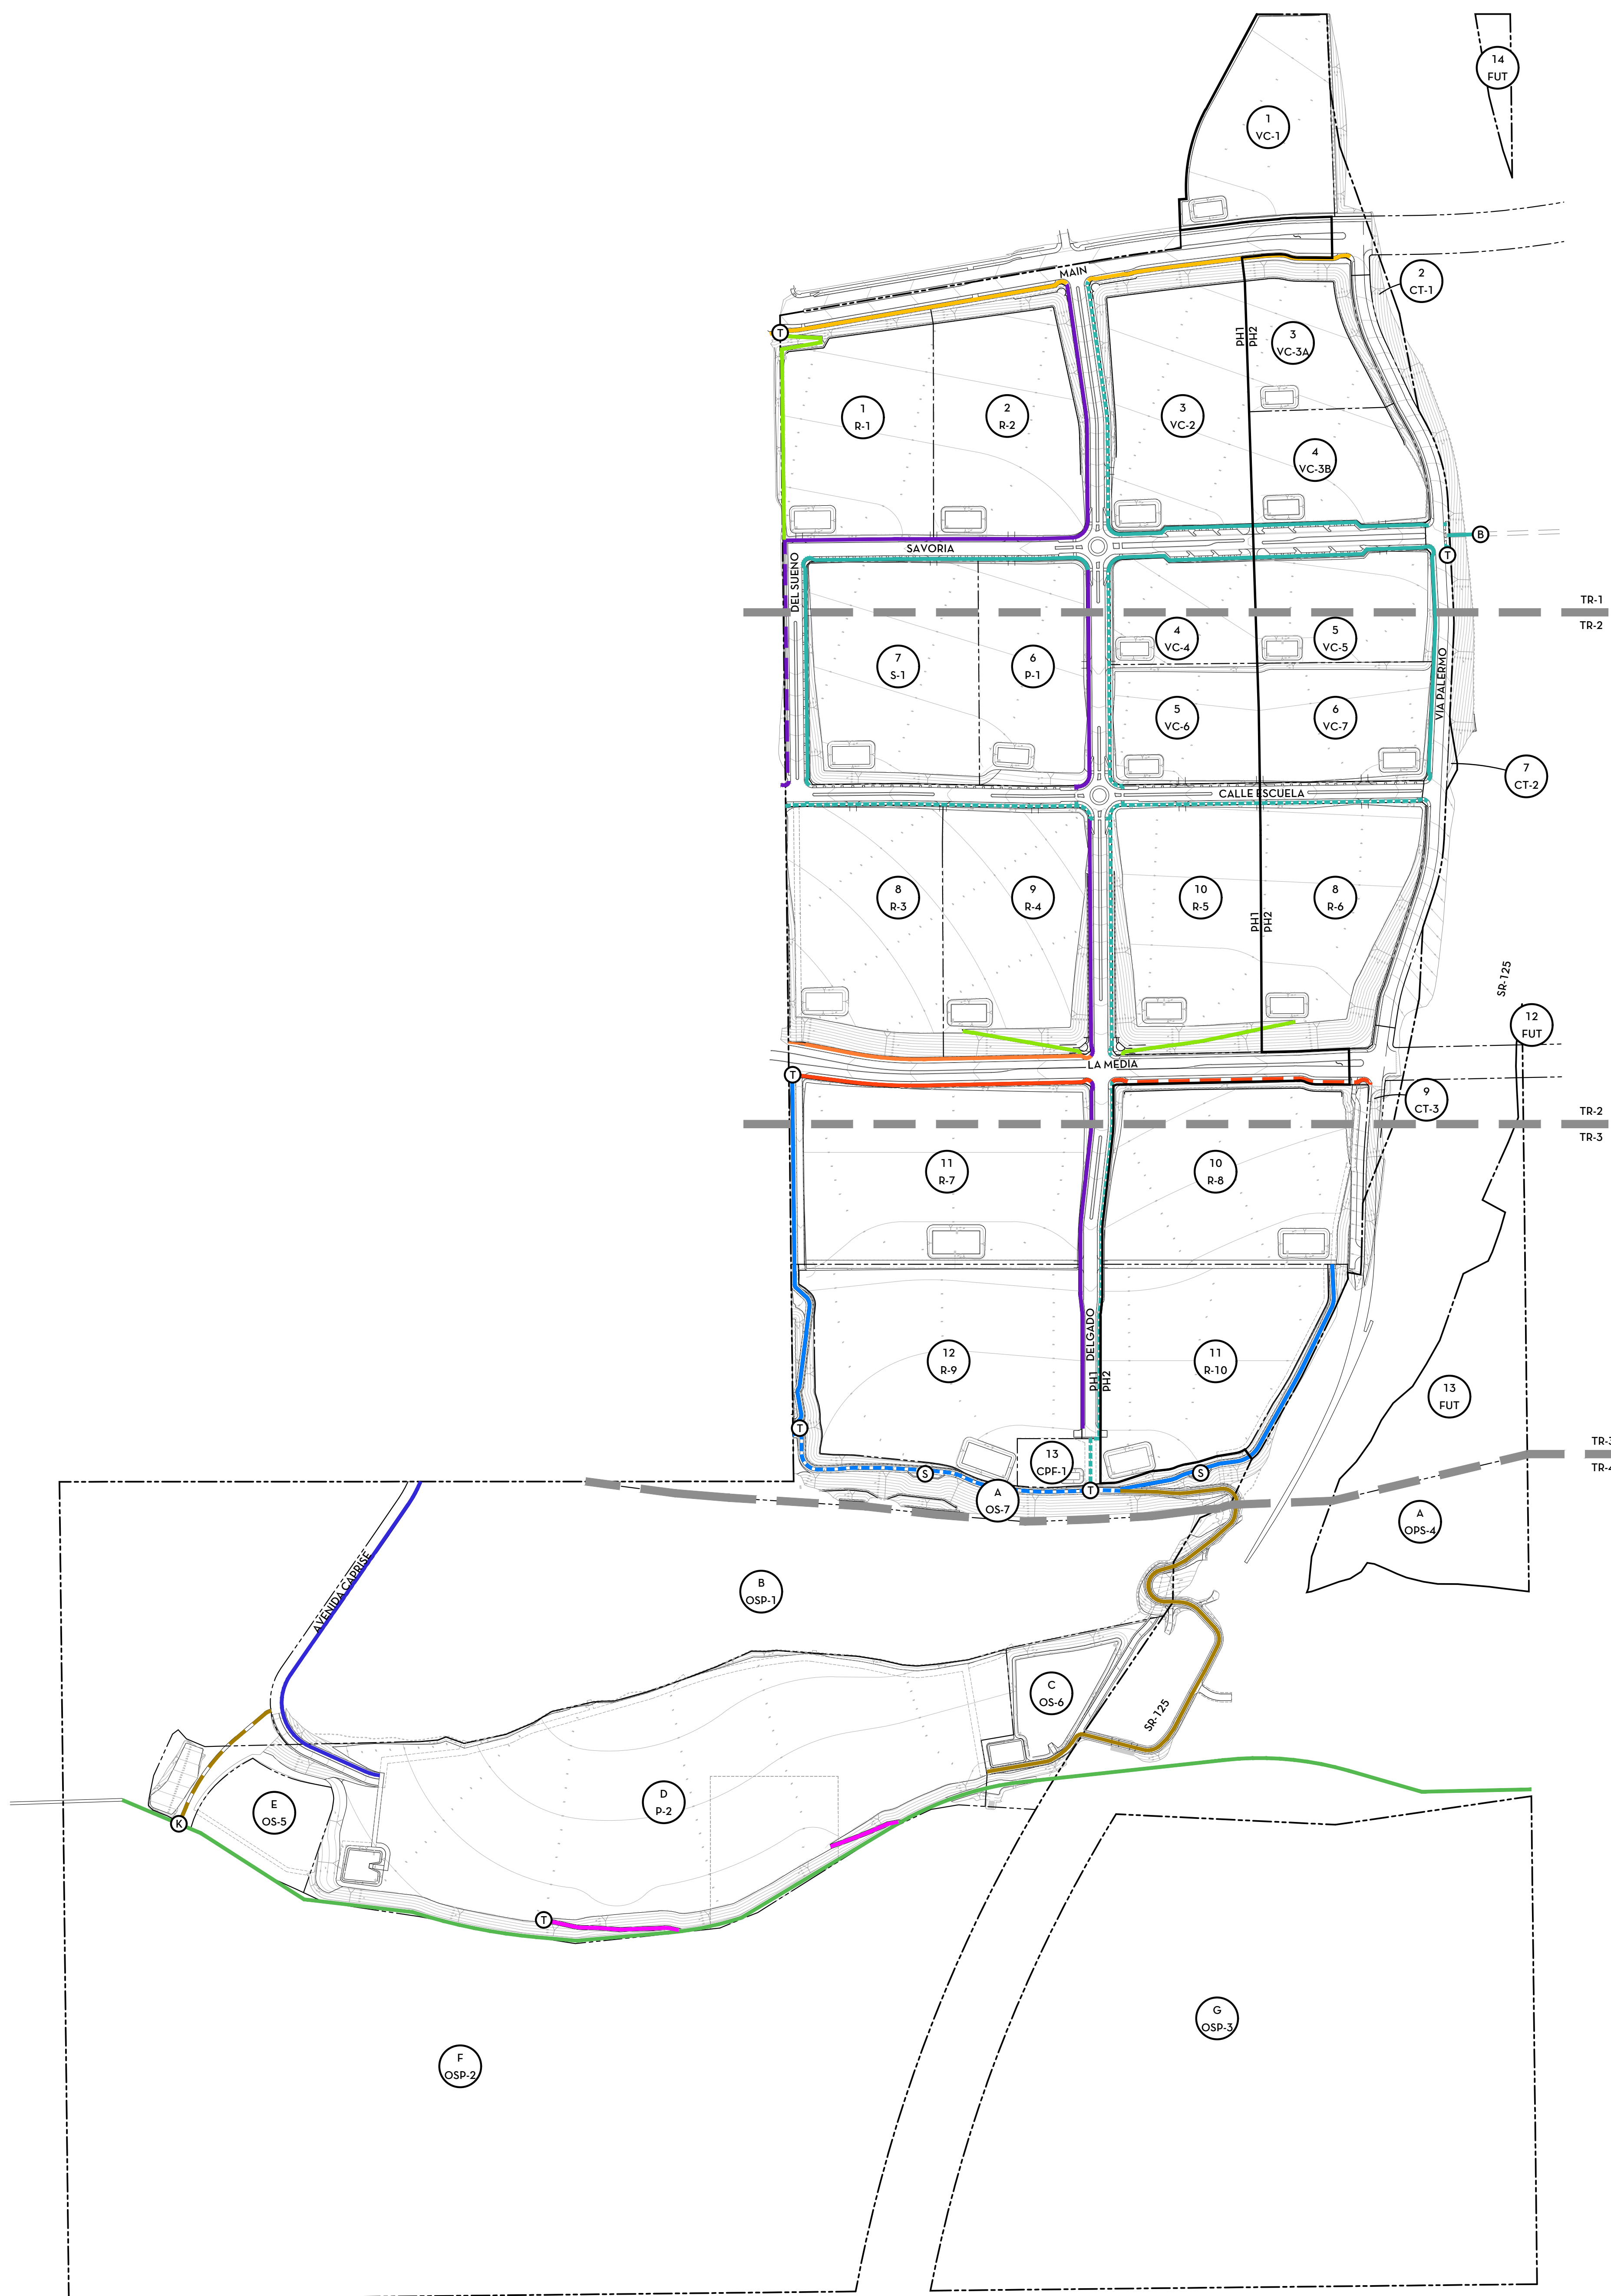 14
FUT
1
VC-1
MAIN
2
CT-1
T
PH1
PH2
3
VC-3A
1
R-1
2
R-2
3
VC-2
4
VC-3B
SAVORIA
B
T
DEL SUENO
TR-1
TR-2
4
VC-4
5
VC-5
7
S-1
6
P-1
VIA PALERMO
5
VC-6
6
VC-7
7
CT-2
CALLE ESCUELA
8
R-3
9
R-4
10
R-5
8
R-6
PH1
PH2
SR-125
12
FUT
LA MEDIA
T
9
CT-3
TR-2
TR-3
11
R-7
10
R-8
DELGADO
12
R-9
11
R-10
PH1
PH2
13
FUT
T
TR-3
TR-4
13
CPF-1
S
S
T
A
OS-7
A
OPS-4
AVENIDA CAPRISE
B
OSP-1
C
OS-6
SR-125
D
P-2
E
OS-5
K
T
G
OSP-3
F
OSP-2